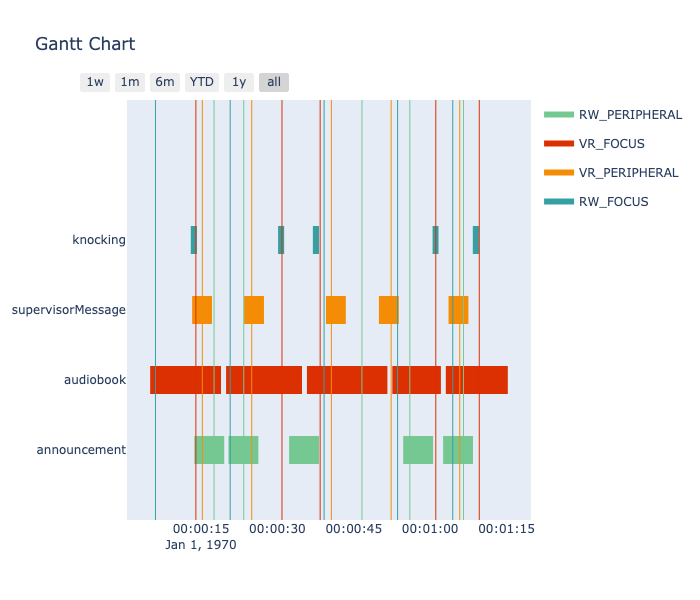 Gantt Chart
1w 1m 6m YTD 1y all
RW_PERIPHERAL
VR_FOCUS
VR_PERIPHERAL
RW_FOCUS
knocking
supervisorMessage
audiobook
announcement
00:00:15 00:00:30 00:00:45 00:01:00 00:01:15
Jan 1, 1970